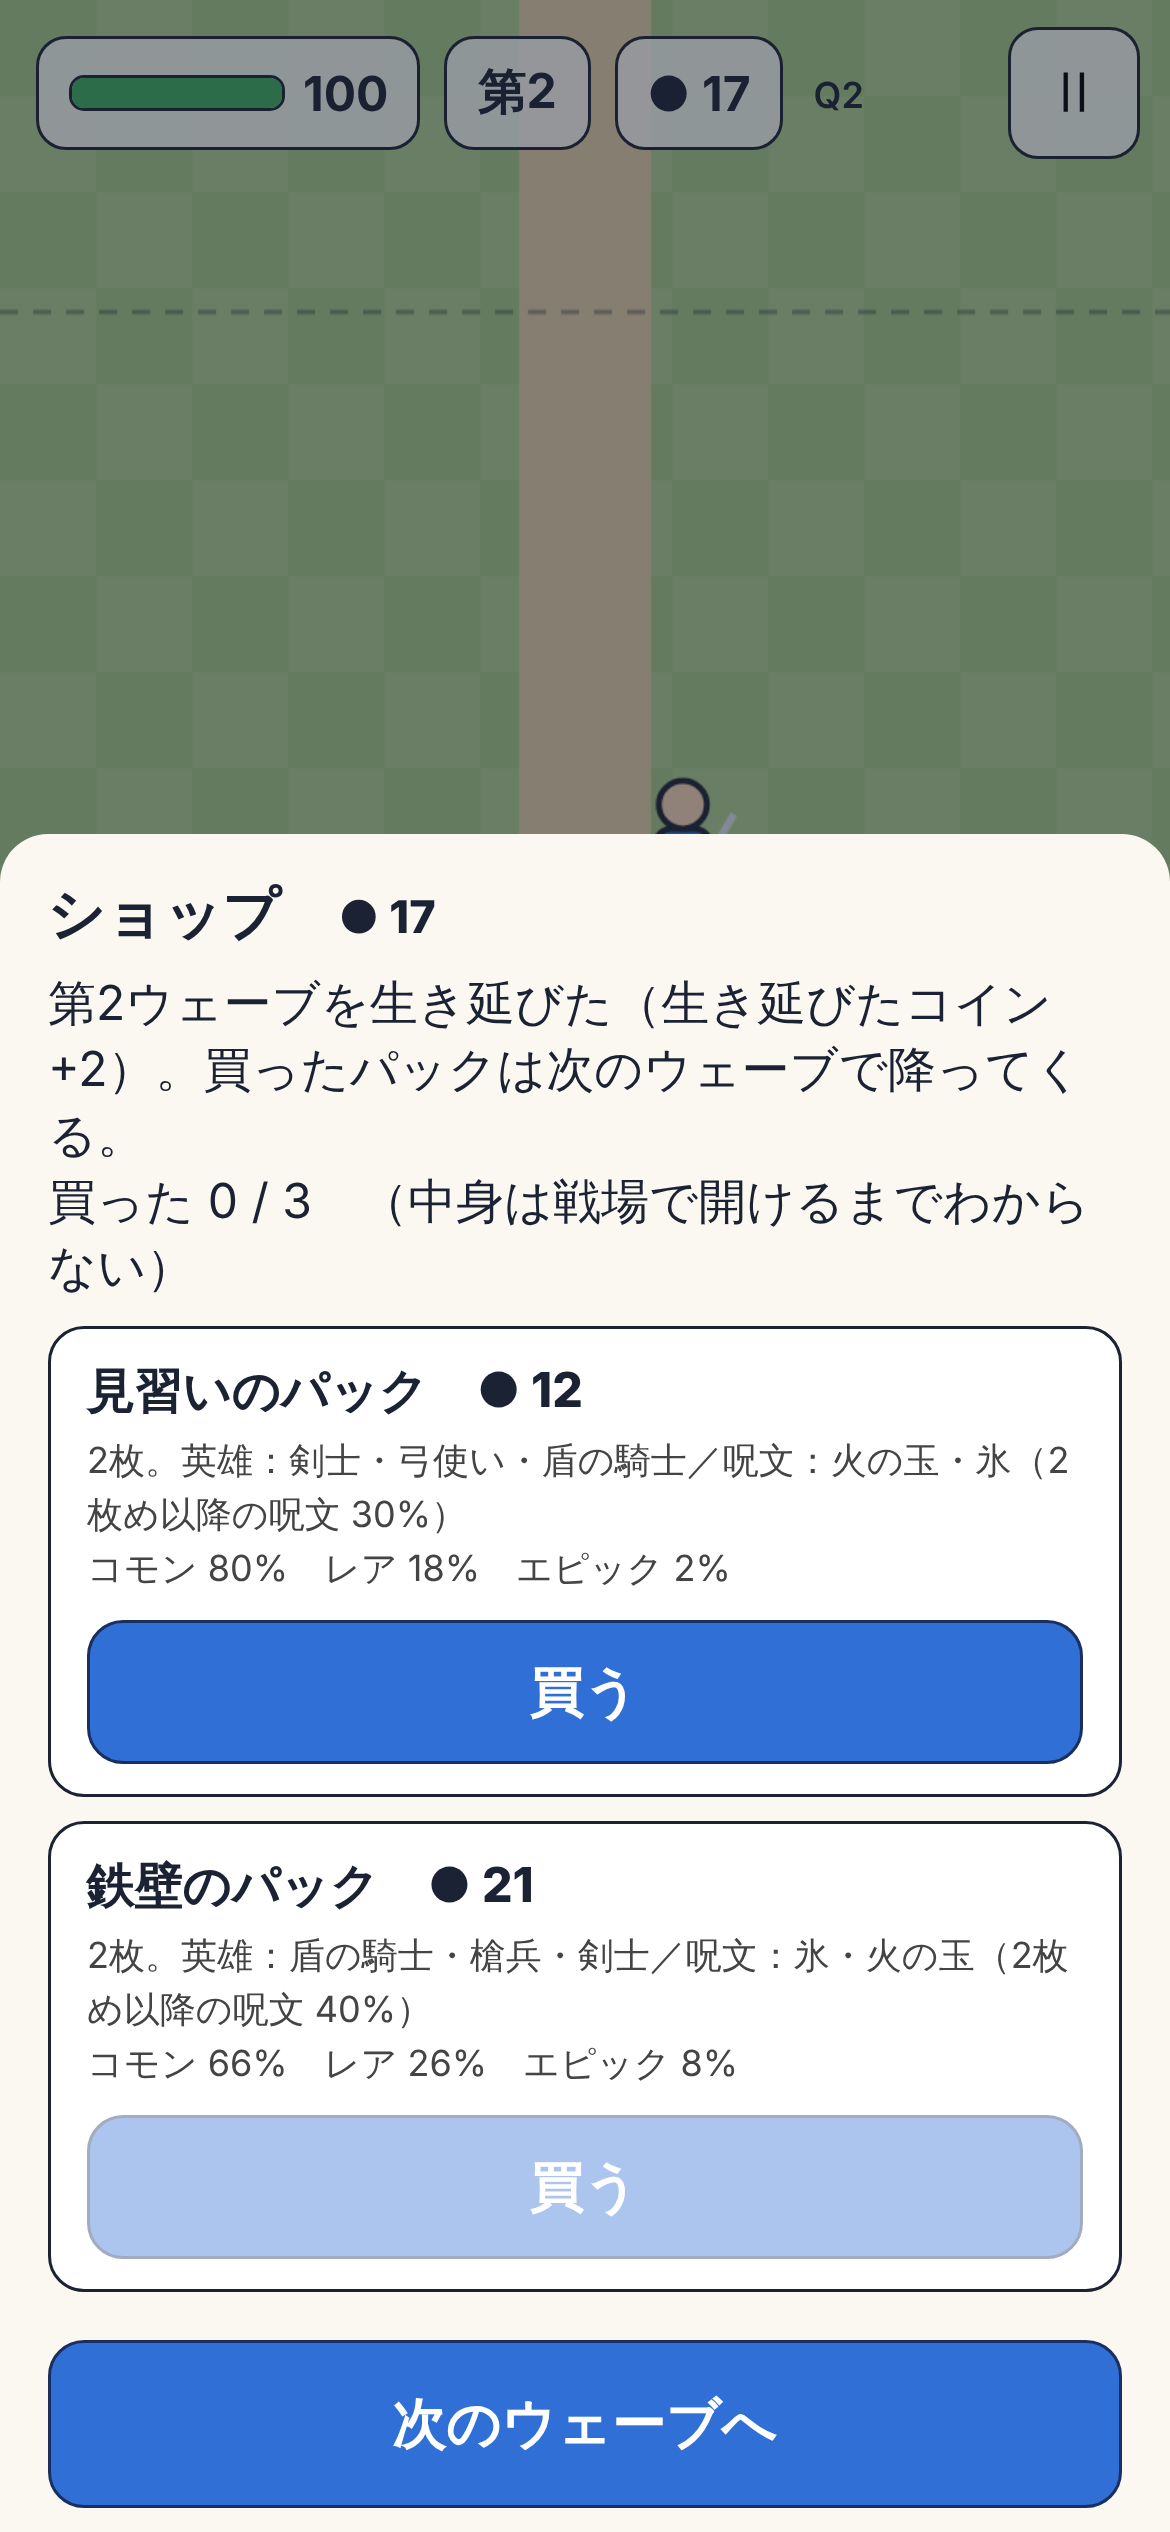 100
第2
● 17
Q2
||
ショップ ● 17
第2ウェーブを生き延びた（生き延びたコイン
+2）。買ったパックは次のウェーブで降ってく
る。
買った 0 / 3 （中身は戦場で開けるまでわから
ない）
見習いのパック ● 12
2枚。英雄：剣士・弓使い・盾の騎士／呪文：火の玉・氷（2
枚め以降の呪文 30%）
コモン 80% レア 18% エピック 2%
買う
鉄壁のパック ● 21
2枚。英雄：盾の騎士・槍兵・剣士／呪文：氷・火の玉（2枚
め以降の呪文 40%）
コモン 66% レア 26% エピック 8%
買う
次のウェーブへ